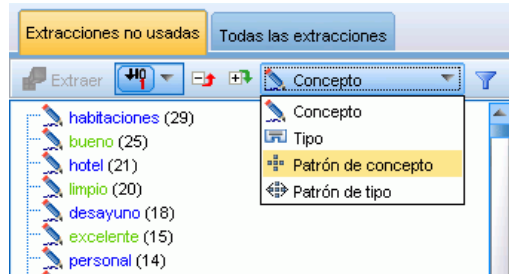 Extracciones no usadas
Todas las extracciones
Extraer
Concepto
habitaciones (29)
Concepto
bueno (25)
Tipo
hotel (21)
Patrón de concepto
limpio (20)
Patrón de tipo
desayuno (18)
excelente (15)
personal (14)